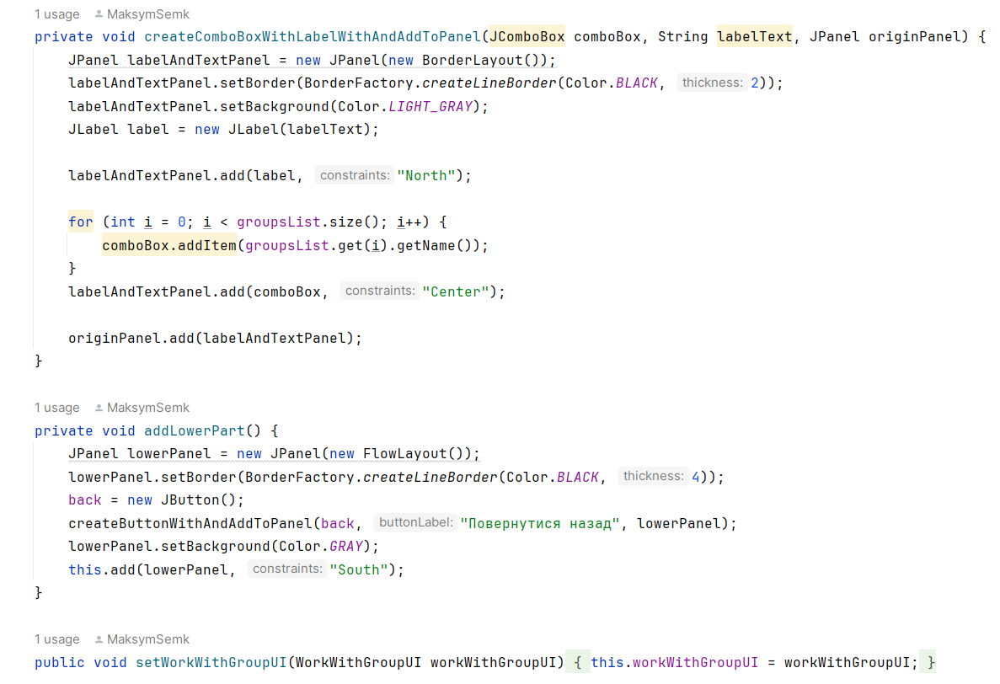 1 usage MaksymSemk
private void createComboBoxWithLabelWithAndAddToPanel(JComboBox comboBox, String labelText, JPanel originPanel) {
JPanel labelAndTextPanel = new JPanel(new BorderLayout());
labelAndTextPanel.setBorder(BorderFactory.createLineBorder(Color.BLACK, thickness: 2));
labelAndTextPanel.setBackground(Color.LIGHT_GRAY);
JLabel label = new JLabel(labelText);
labelAndTextPanel.add(label, constraints: "North");
for (int i = 0; i < groupsList.size(); i++) {
comboBox.addItem(groupsList.get(i).getName());
}
labelAndTextPanel.add(comboBox, constraints: "Center");
originPanel.add(labelAndTextPanel);
}
1 usage MaksymSemk
private void addLowerPart() {
JPanel lowerPanel = new JPanel(new FlowLayout());
lowerPanel.setBorder(BorderFactory.createLineBorder(Color.BLACK, thickness: 4));
back = new JButton();
createButtonWithAndAddToPanel(back, buttonLabel: "Повернутися назад", lowerPanel);
lowerPanel.setBackground(Color.GRAY);
this.add(lowerPanel, constraints: "South");
}
1 usage MaksymSemk
public void setWorkWithGroupUI(WorkWithGroupUI workWithGroupUI) { this.workWithGroupUI = workWithGroupUI; }